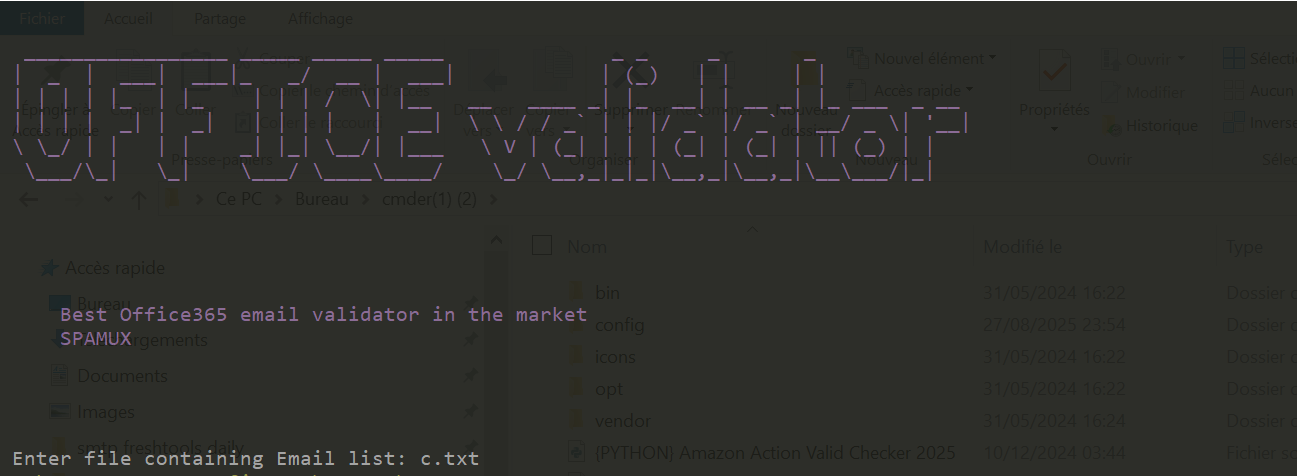 Fichier Accueil Partage Affichage
OFFICE validator
Nouvel élément
Accès rapide
Propriétés
Ouvrir
Modifier
Historique
Sélectio
Aucun
Inverse
Épingler à
Accès rapide
Presse-papiers
Organiser
Nouveau
Ouvrir
Sélec
Ce PC > Bureau > cmder(1) (2) >
Nom Modifié le Type
Accès rapide
bin 31/05/2024 16:22 Dossier c
Bureau
Best Office365 email validator in the market
config 27/08/2025 23:54 Dossier c
SPAMUX
icons 31/05/2024 16:22 Dossier c
Documents
opt 31/05/2024 16:22 Dossier c
Images
vendor 31/05/2024 16:24 Dossier c
smtp freshtools daily
Enter file containing Email list: c.txt
(PYTHON) Amazon Action Valid Checker 2025 10/12/2024 03:44 Fichier so